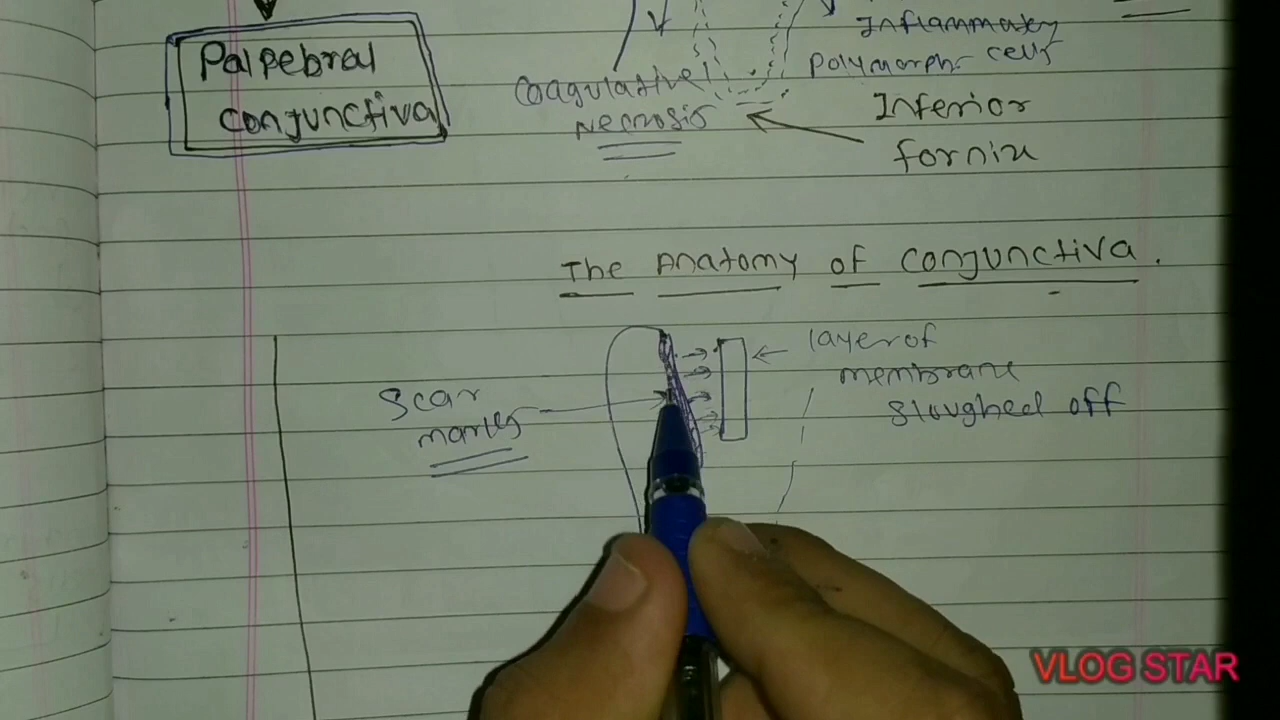 Palpebral
conjunctiva
Coagulative
Necrosis
Inflammatory
polymorph cells
Inferior
fornix
The Anatomy of conjunctiva.
Scar
marks
layer of
membrane
sloughed off
VLOG STAR